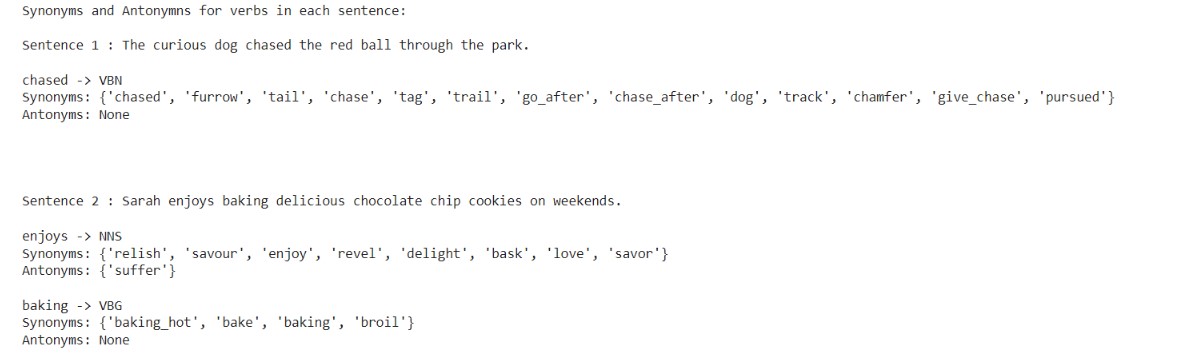 Synonyms and Antonymns for verbs in each sentence:
Sentence 1 : The curious dog chased the red ball through the park.
chased -> VBN
Synonyms: {'chased', 'furrow', 'tail', 'chase', 'tag', 'trail', 'go_after', 'chase_after', 'dog', 'track', 'chamfer', 'give_chase', 'pursued'}
Antonyms: None
Sentence 2 : Sarah enjoys baking delicious chocolate chip cookies on weekends.
enjoys -> NNS
Synonyms: {'relish', 'savour', 'enjoy', 'revel', 'delight', 'bask', 'love', 'savor'}
Antonyms: {'suffer'}
baking -> VBG
Synonyms: {'baking_hot', 'bake', 'baking', 'broil'}
Antonyms: None